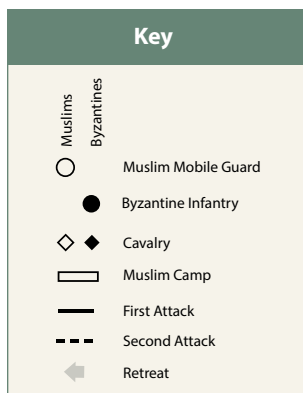 Key
Muslims
Byzantines
Muslim Mobile Guard
Byzantine Infantry
Cavalry
Muslim Camp
First Attack
Second Attack
Retreat